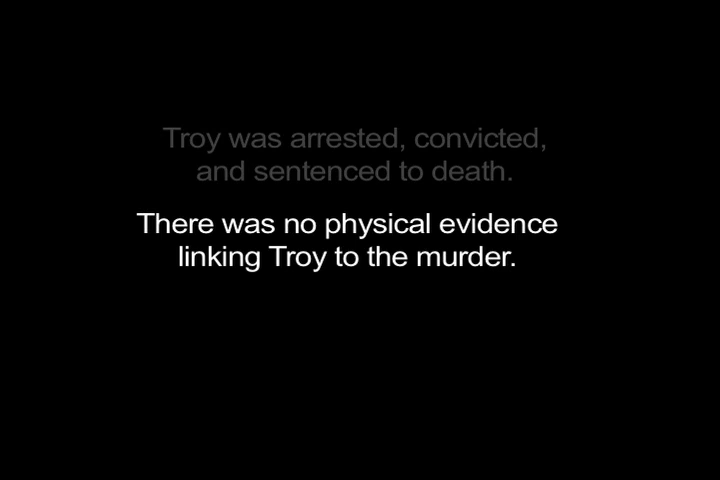 Troy was arrested, convicted,
and sentenced to death.
There was no physical evidence
linking Troy to the murder.